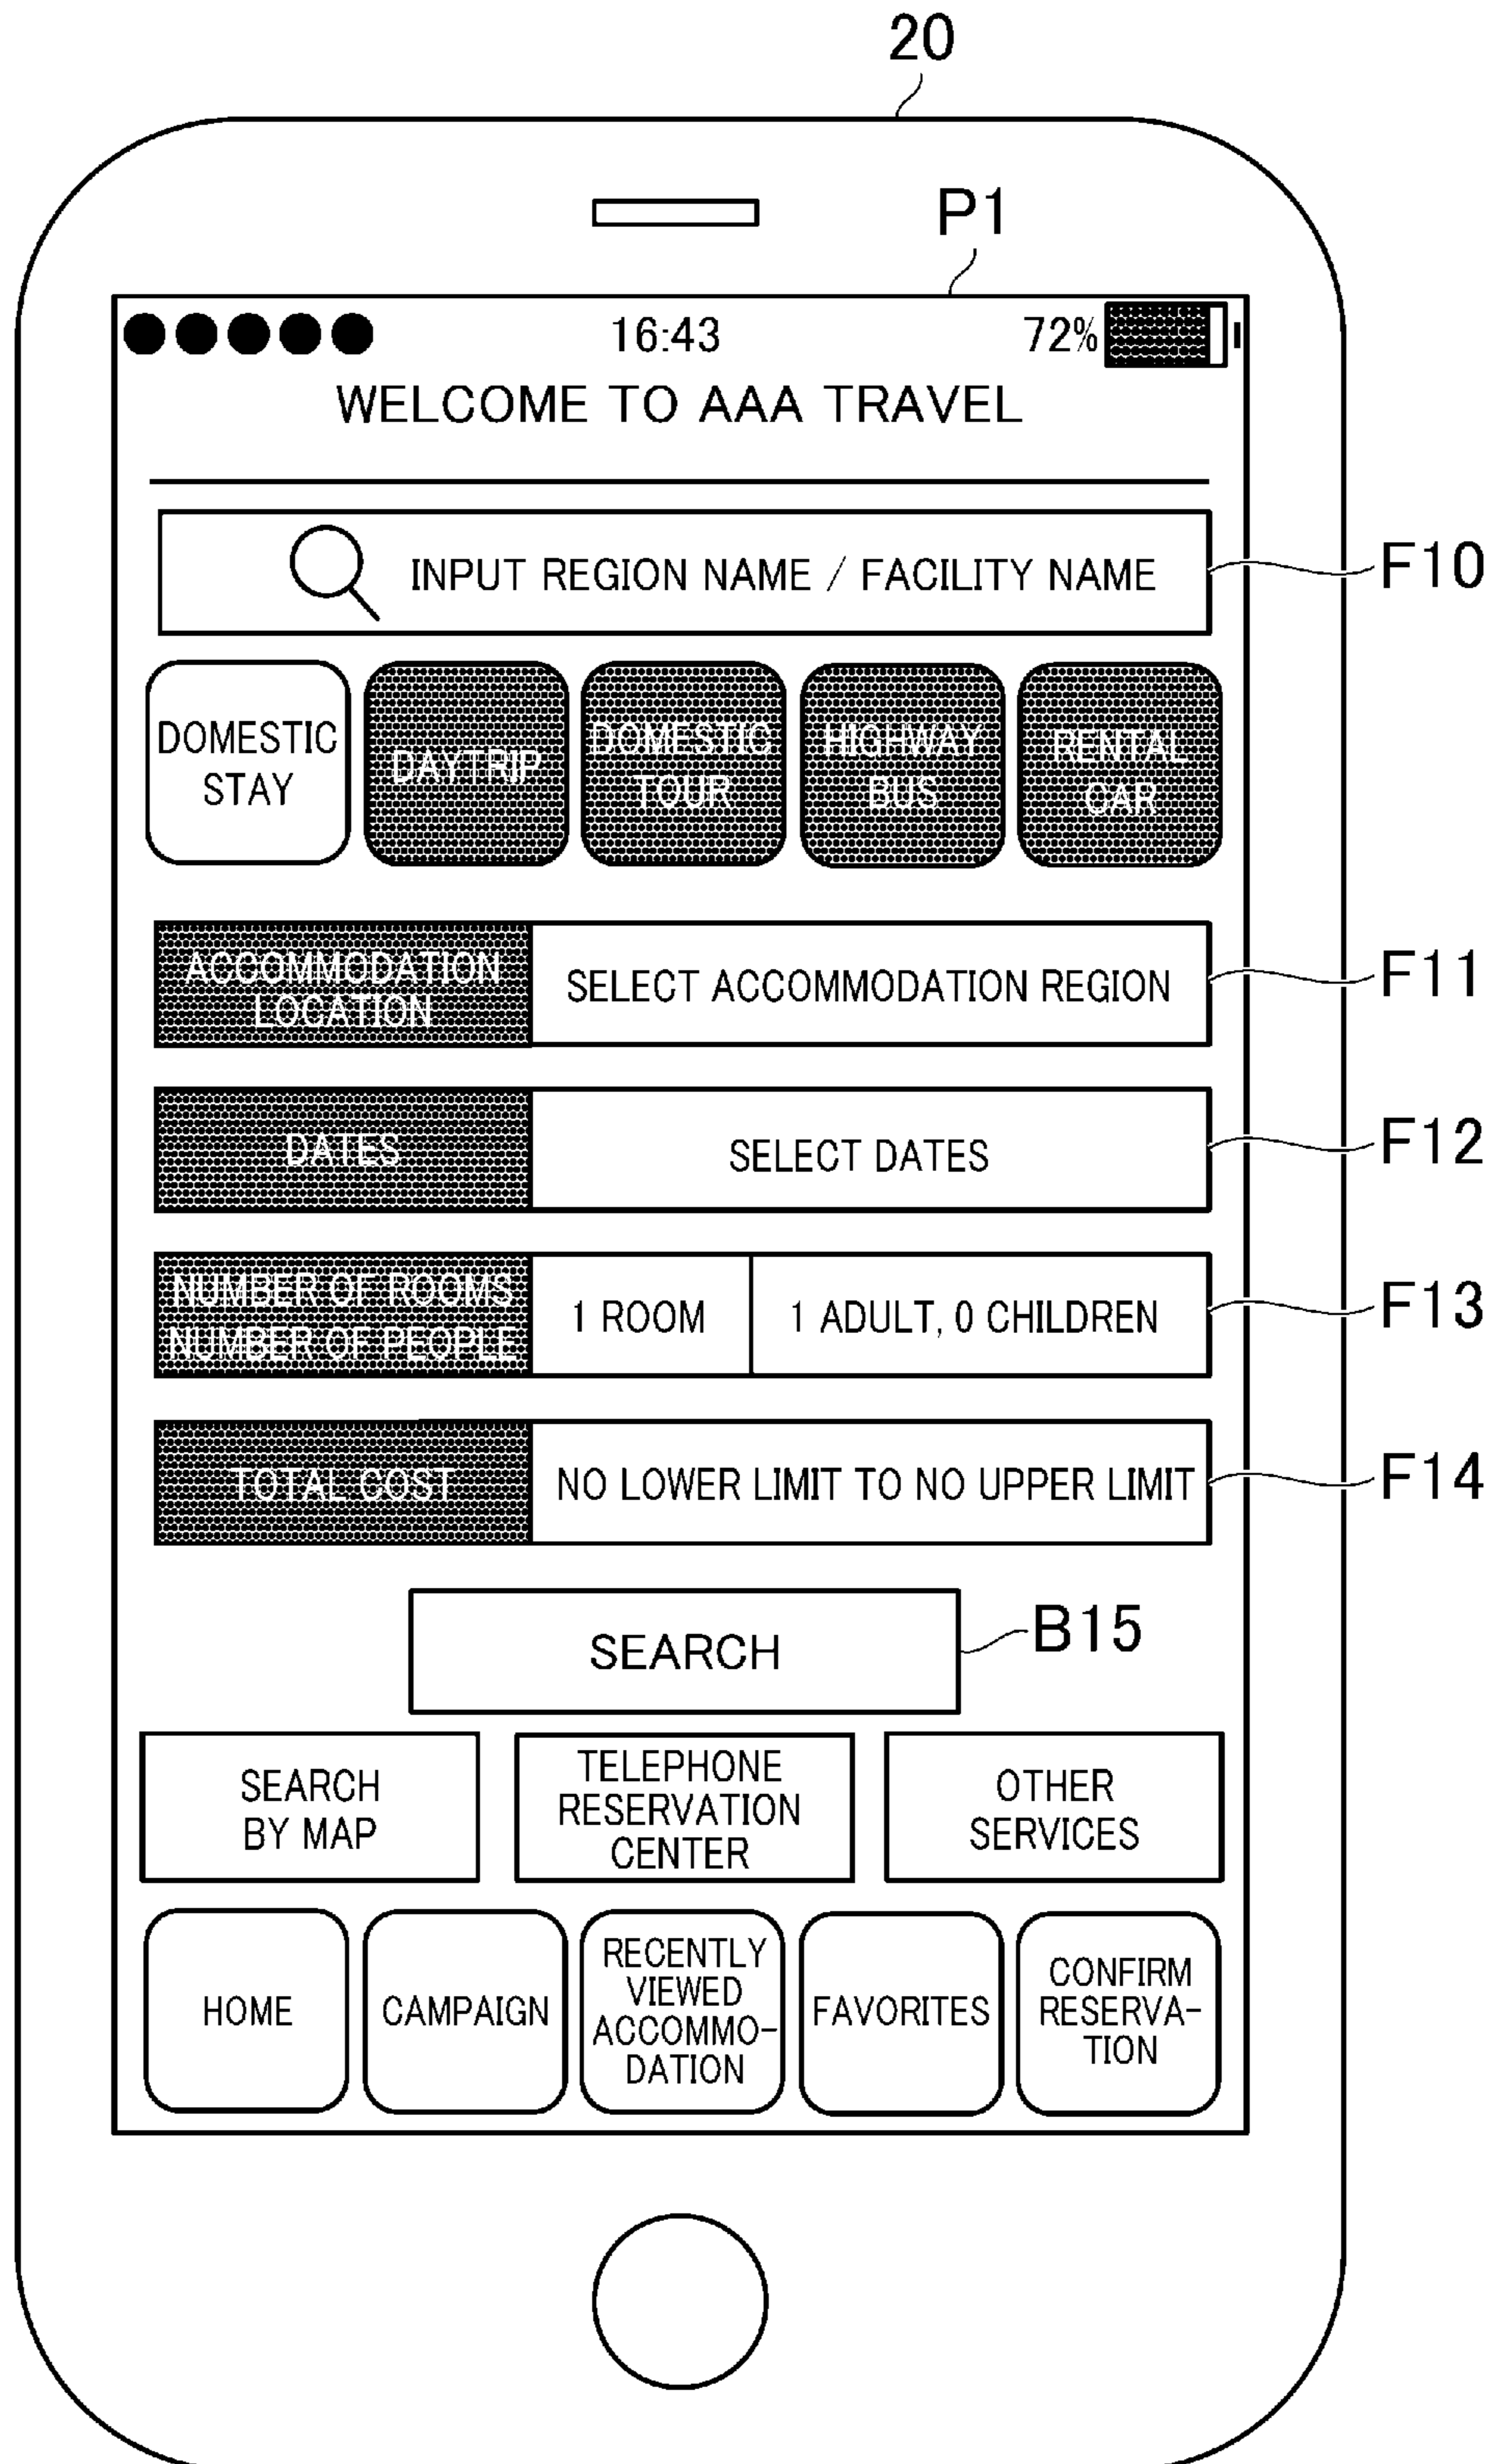 20
P1
16:43
72%
WELCOME TO AAA TRAVEL
INPUT REGION NAME / FACILITY NAME
F10
DOMESTIC
STAY
DAYTRIP
DOMESTIC
TOUR
HIGHWAY
BUS
RENTAL
CAR
ACCOMMODATION
LOCATION
SELECT ACCOMMODATION REGION
F11
DATES
SELECT DATES
F12
NUMBER OF ROOMS
NUMBER OF PEOPLE
1 ROOM
1 ADULT, 0 CHILDREN
F13
TOTAL COST
NO LOWER LIMIT TO NO UPPER LIMIT
F14
SEARCH
B15
SEARCH
BY MAP
TELEPHONE
RESERVATION
CENTER
OTHER
SERVICES
HOME
CAMPAIGN
RECENTLY
VIEWED
ACCOMMO-
DATION
FAVORITES
CONFIRM
RESERVA-
TION